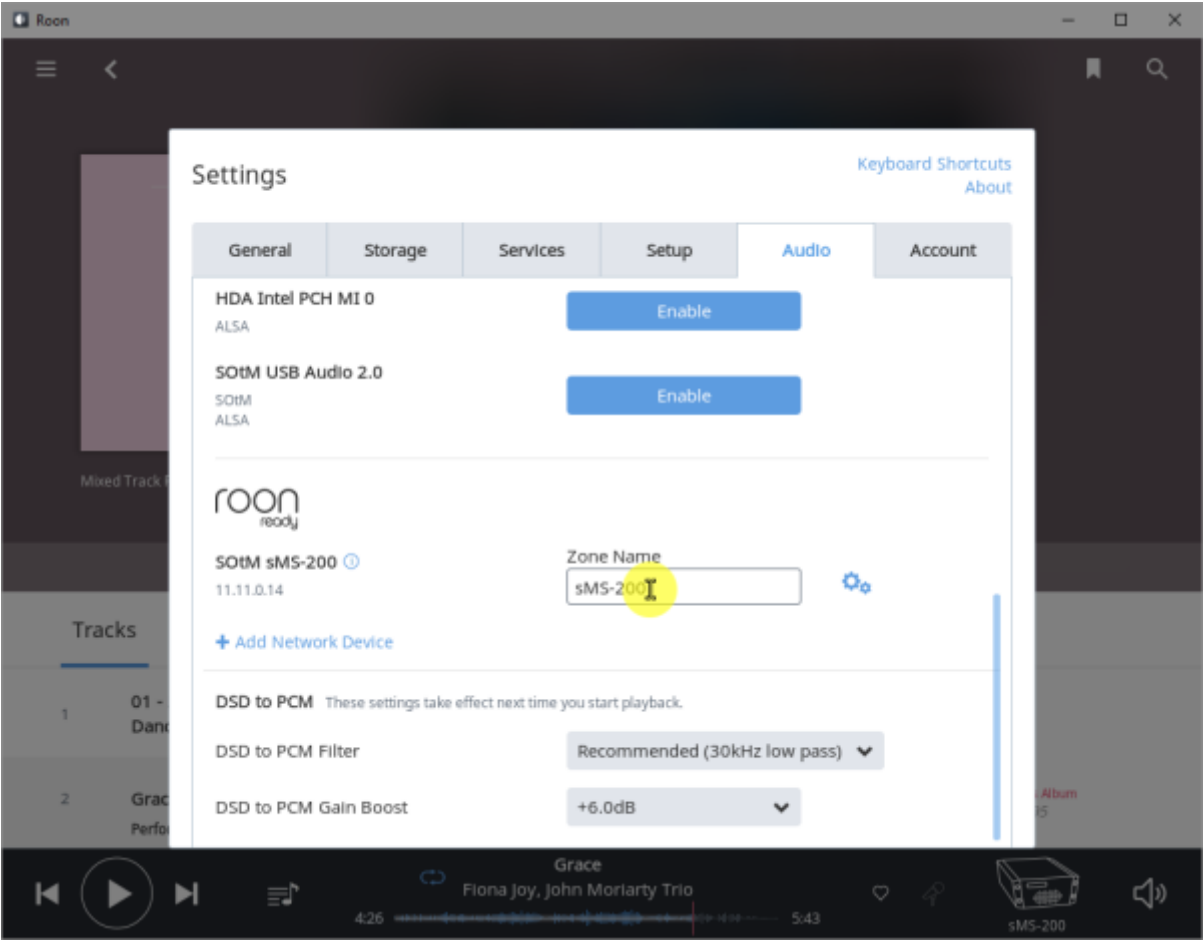 Roon
Settings
Keyboard Shortcuts
About
General
Storage
Services
Setup
Audio
Account
HDA Intel PCH MI 0
ALSA
Enable
SOtM USB Audio 2.0
SOtM
ALSA
Enable
roon
ready
SOtM sMS-200
11.11.0.14
Zone Name
sMS-200
+ Add Network Device
DSD to PCM These settings take effect next time you start playback.
DSD to PCM Filter
Recommended (30kHz low pass)
DSD to PCM Gain Boost
+6.0dB
Mixed Track
Tracks
1
01 -
Danc
2
Grac
Perfo
Album
Grace
Fiona Joy, John Moriarty Trio
4:26
5:43
sMS-200